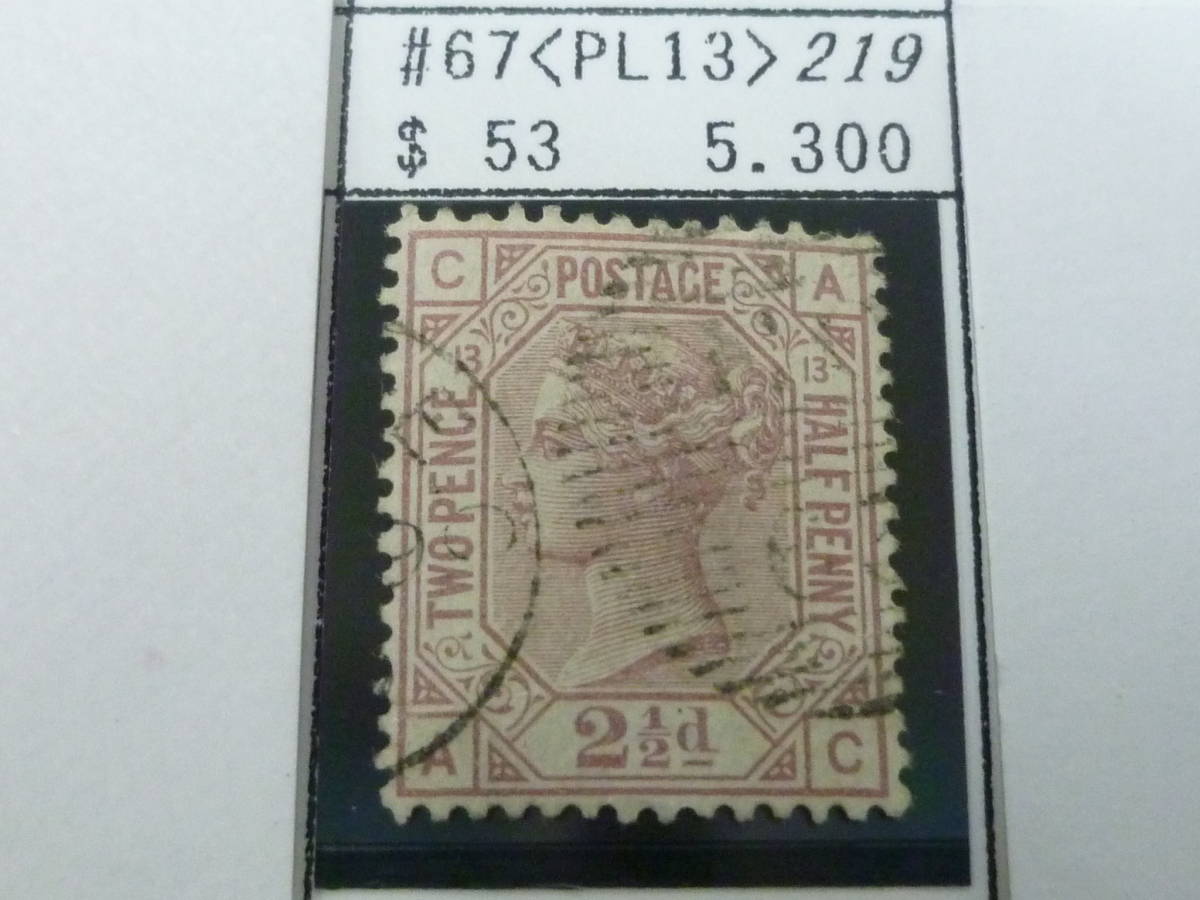 #67<PL13>219
$ 53 5.300
C POSTAGE A
13 13
TWO PENCE
HALF PENNY
A 2½d C